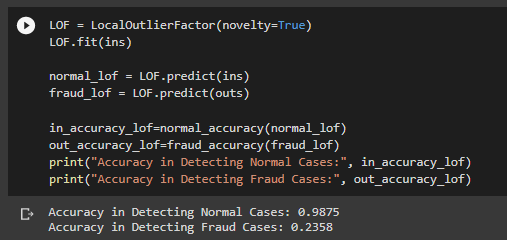 LOF = LocalOutlierFactor(novelty=True)
LOF.fit(ins)
normal_lof = LOF.predict(ins)
fraud_lof = LOF.predict(outs)
in_accuracy_lof=normal_accuracy(normal_lof)
out_accuracy_lof=fraud_accuracy(fraud_lof)
print("Accuracy in Detecting Normal Cases:", in_accuracy_lof)
print("Accuracy in Detecting Fraud Cases:", out_accuracy_lof)
Accuracy in Detecting Normal Cases: 0.9875
Accuracy in Detecting Fraud Cases: 0.2358